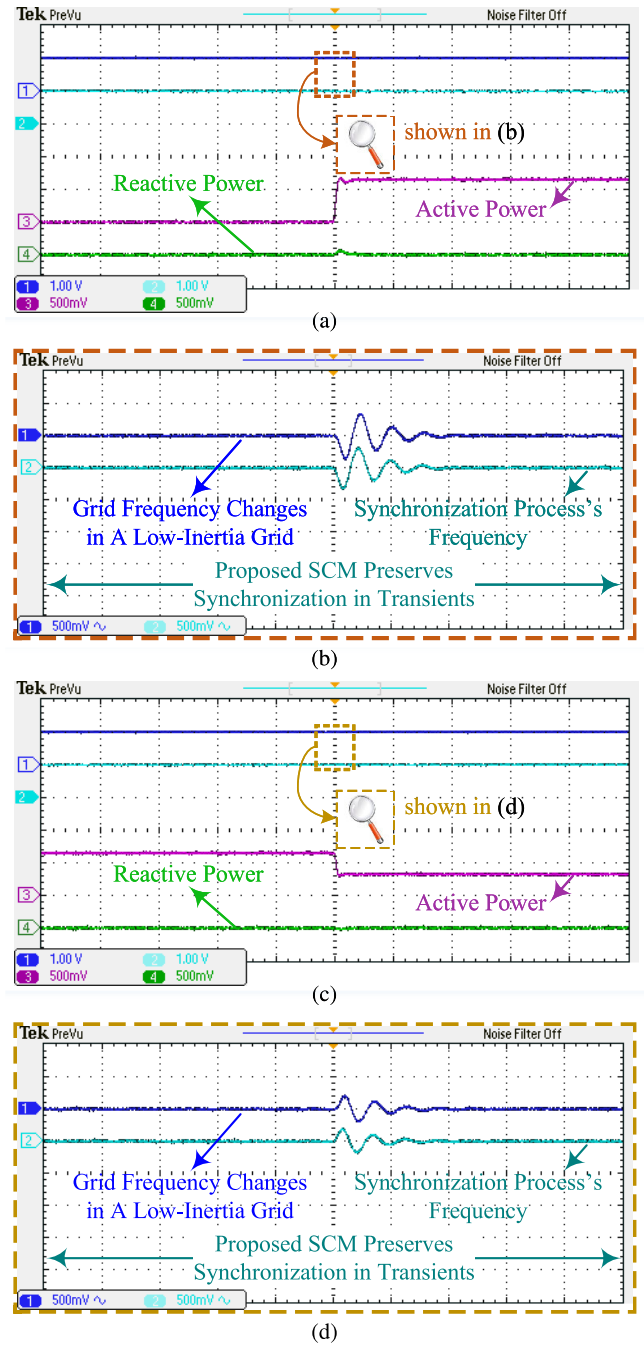 Tek PreVu Noise Filter Off
1
2
shown in (b)
Reactive Power
Active Power
3
4
1 1.00 V 2 1.00 V
3 500mV 4 500mV
(a)
Tek PreVu Noise Filter Off
1
2
Grid Frequency Changes
in A Low-Inertia Grid
Synchronization Process's
Frequency
Proposed SCM Preserves
Synchronization in Transients
1 500mV 2 500mV
(b)
Tek PreVu Noise Filter Off
1
2
shown in (d)
Reactive Power
Active Power
3
4
1 1.00 V 2 1.00 V
3 500mV 4 500mV
(c)
Tek PreVu Noise Filter Off
1
2
Grid Frequency Changes
in A Low-Inertia Grid
Synchronization Process's
Frequency
Proposed SCM Preserves
Synchronization in Transients
1 500mV 2 500mV
(d)